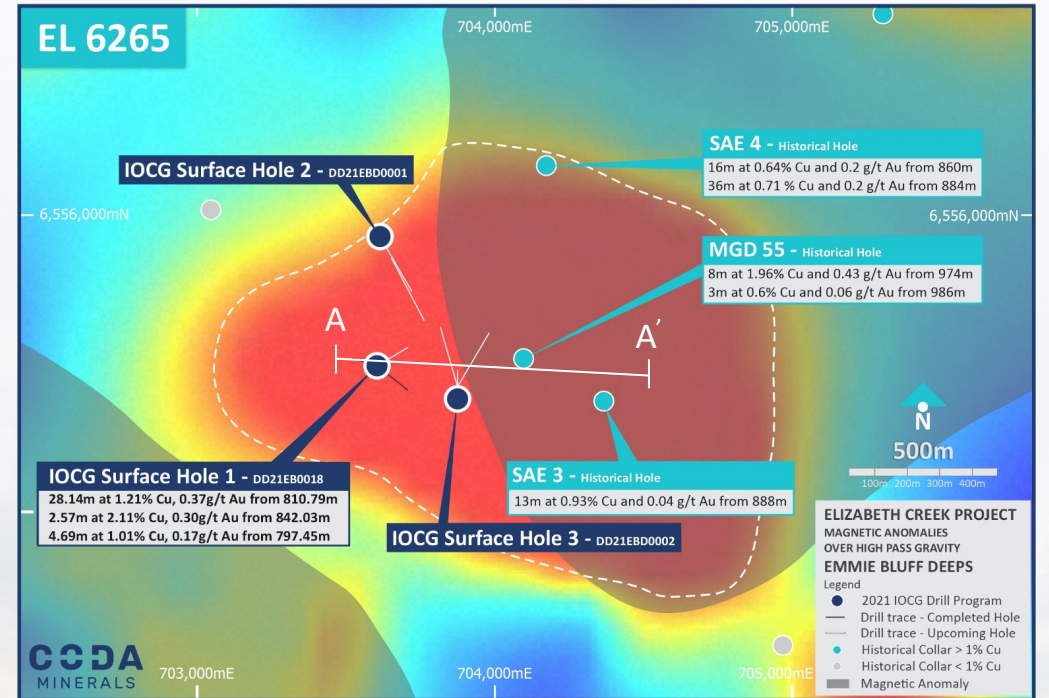 EL 6265
704,000mE
705,000mE
SAE 4 - Historical Hole
16m at 0.64% Cu and 0.2 g/t Au from 860m
36m at 0.71 % Cu and 0.2 g/t Au from 884m
IOCG Surface Hole 2 - DD21EBD0001
6,556,000mN
6,556,000mN
MGD 55 - Historical Hole
8m at 1.96% Cu and 0.43 g/t Au from 974m
3m at 0.6% Cu and 0.06 g/t Au from 986m
A
A′
N
500m
100m 200m 300m 400m
IOCG Surface Hole 1 - DD21EB0018
28.14m at 1.21% Cu, 0.37g/t Au from 810.79m
2.57m at 2.11% Cu, 0.30g/t Au from 842.03m
4.69m at 1.01% Cu, 0.17g/t Au from 797.45m
SAE 3 - Historical Hole
13m at 0.93% Cu and 0.04 g/t Au from 888m
IOCG Surface Hole 3 - DD21EBD0002
ELIZABETH CREEK PROJECT
MAGNETIC ANOMALIES
OVER HIGH PASS GRAVITY
EMMIE BLUFF DEEPS
Legend
2021 IOCG Drill Program
Drill trace - Completed Hole
Drill trace - Upcoming Hole
Historical Collar > 1% Cu
Historical Collar < 1% Cu
Magnetic Anomaly
CODA
MINERALS
703,000mE
704,000mE
705,000mE